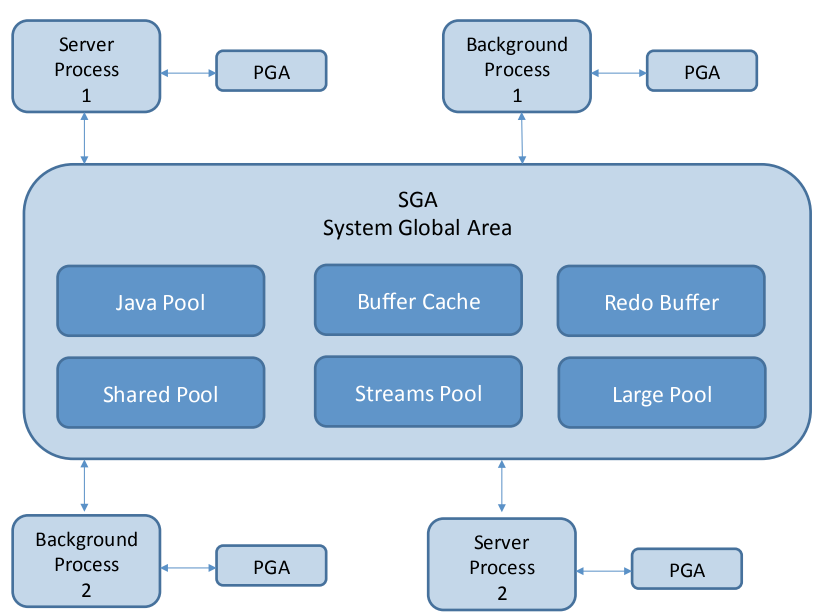 Server
Process
1
PGA
Background
Process
1
PGA
SGA
System Global Area
Java Pool
Buffer Cache
Redo Buffer
Shared Pool
Streams Pool
Large Pool
Background
Process
2
PGA
Server
Process
2
PGA